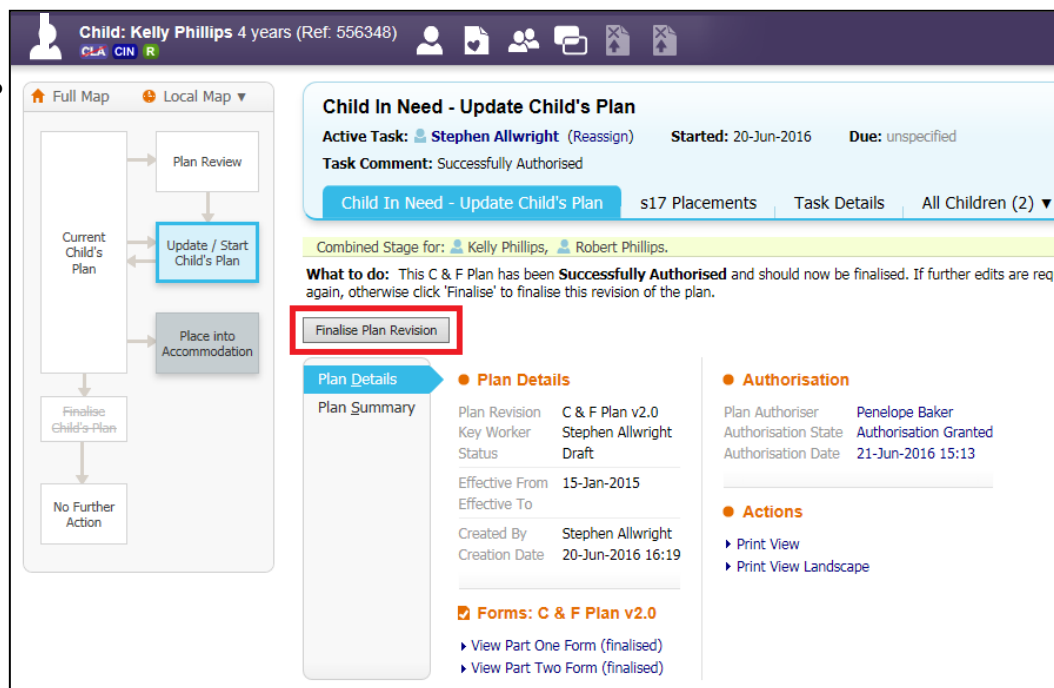 Child: Kelly Phillips 4 years (Ref: 556348)
CLA CIN R
Full Map Local Map ▼
Plan Review
Current
Child's
Plan
Update / Start
Child's Plan
Place into
Accommodation
Finalise
Child's Plan
No Further
Action
Child In Need - Update Child's Plan
Active Task: Stephen Allwright (Reassign) Started: 20-Jun-2016 Due: unspecified
Task Comment: Successfully Authorised
Child In Need - Update Child's Plan s17 Placements Task Details All Children (2) ▼
Combined Stage for: Kelly Phillips, Robert Phillips.
What to do: This C & F Plan has been Successfully Authorised and should now be finalised. If further edits are req
again, otherwise click 'Finalise' to finalise this revision of the plan.
Finalise Plan Revision
Plan Details
Plan Summary
Plan Details
Plan Revision C & F Plan v2.0
Key Worker Stephen Allwright
Status Draft
Effective From 15-Jan-2015
Effective To
Created By Stephen Allwright
Creation Date 20-Jun-2016 16:19
Forms: C & F Plan v2.0
View Part One Form (finalised)
View Part Two Form (finalised)
Authorisation
Plan Authoriser Penelope Baker
Authorisation State Authorisation Granted
Authorisation Date 21-Jun-2016 15:13
Actions
Print View
Print View Landscape